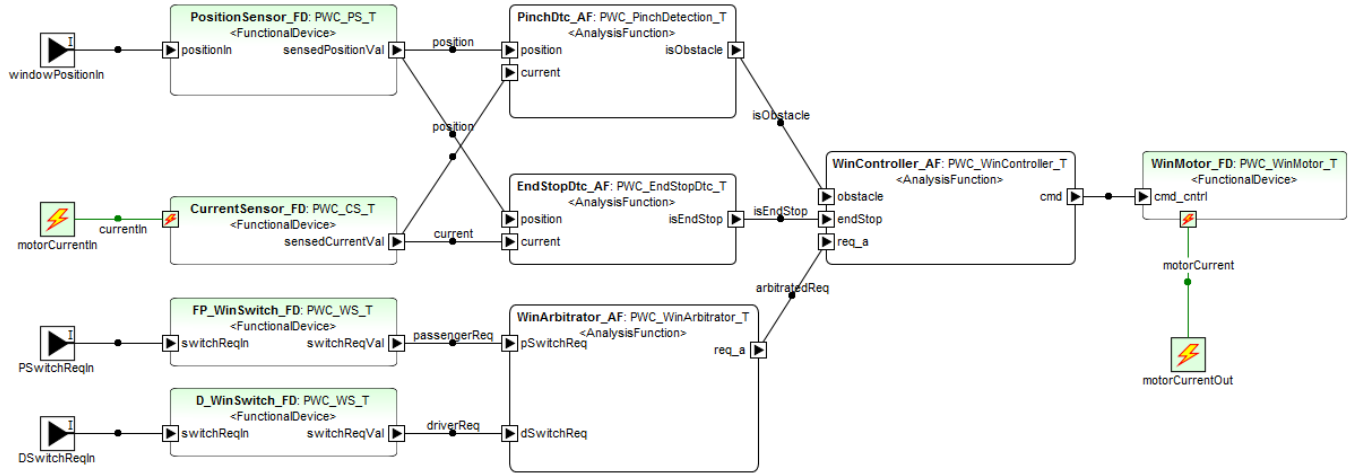 PositionSensor_FD: PWC_PS_T
<FunctionalDevice>
positionIn
sensedPositionVal
I
windowPositionIn
position
PinchDtc_AF: PWC_PinchDetection_T
<AnalysisFunction>
position
isObstacle
current
isObstacle
position
WinController_AF: PWC_WinController_T
<AnalysisFunction>
obstacle
cmd
endStop
req_a
WinMotor_FD: PWC_WinMotor_T
<FunctionalDevice>
cmd_cntrl
EndStopDtc_AF: PWC_EndStopDtc_T
<AnalysisFunction>
position
isEndStop
current
isEndStop
CurrentSensor_FD: PWC_CS_T
<FunctionalDevice>
sensedCurrentVal
currentIn
motorCurrentIn
current
motorCurrent
arbitratedReq
FP_WinSwitch_FD: PWC_WS_T
<FunctionalDevice>
switchReqIn
switchReqVal
I
PSwitchReqIn
passengerReq
WinArbitrator_AF: PWC_WinArbitrator_T
<AnalysisFunction>
pSwitchReq
req_a
dSwitchReq
motorCurrentOut
D_WinSwitch_FD: PWC_WS_T
<FunctionalDevice>
switchReqIn
switchReqVal
I
DSwitchReqIn
driverReq